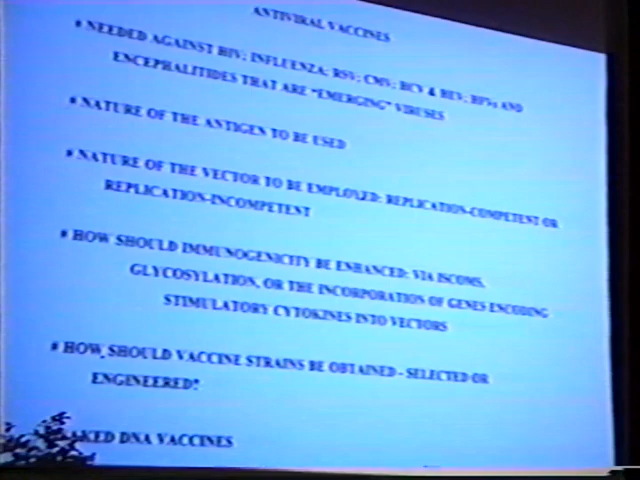 ANTIVIRAL VACCINES
# NEEDED AGAINST HIV; INFLUENZA; RSV; CMV; HCV & HEV; HFVs AND
ENCEPHALITIDES THAT ARE "EMERGING" VIRUSES
# NATURE OF THE ANTIGEN TO BE USED
# NATURE OF THE VECTOR TO BE EMPLOYED: REPLICATION-COMPETENT OR
REPLICATION-INCOMPETENT
# HOW SHOULD IMMUNOGENICITY BE ENHANCED: VIA ISCOMS,
GLYCOSYLATION, OR THE INCORPORATION OF GENES ENCODING
STIMULATORY CYTOKINES INTO VECTORS
# HOW SHOULD VACCINE STRAINS BE OBTAINED - SELECTED OR
ENGINEERED?
AKED DNA VACCINES